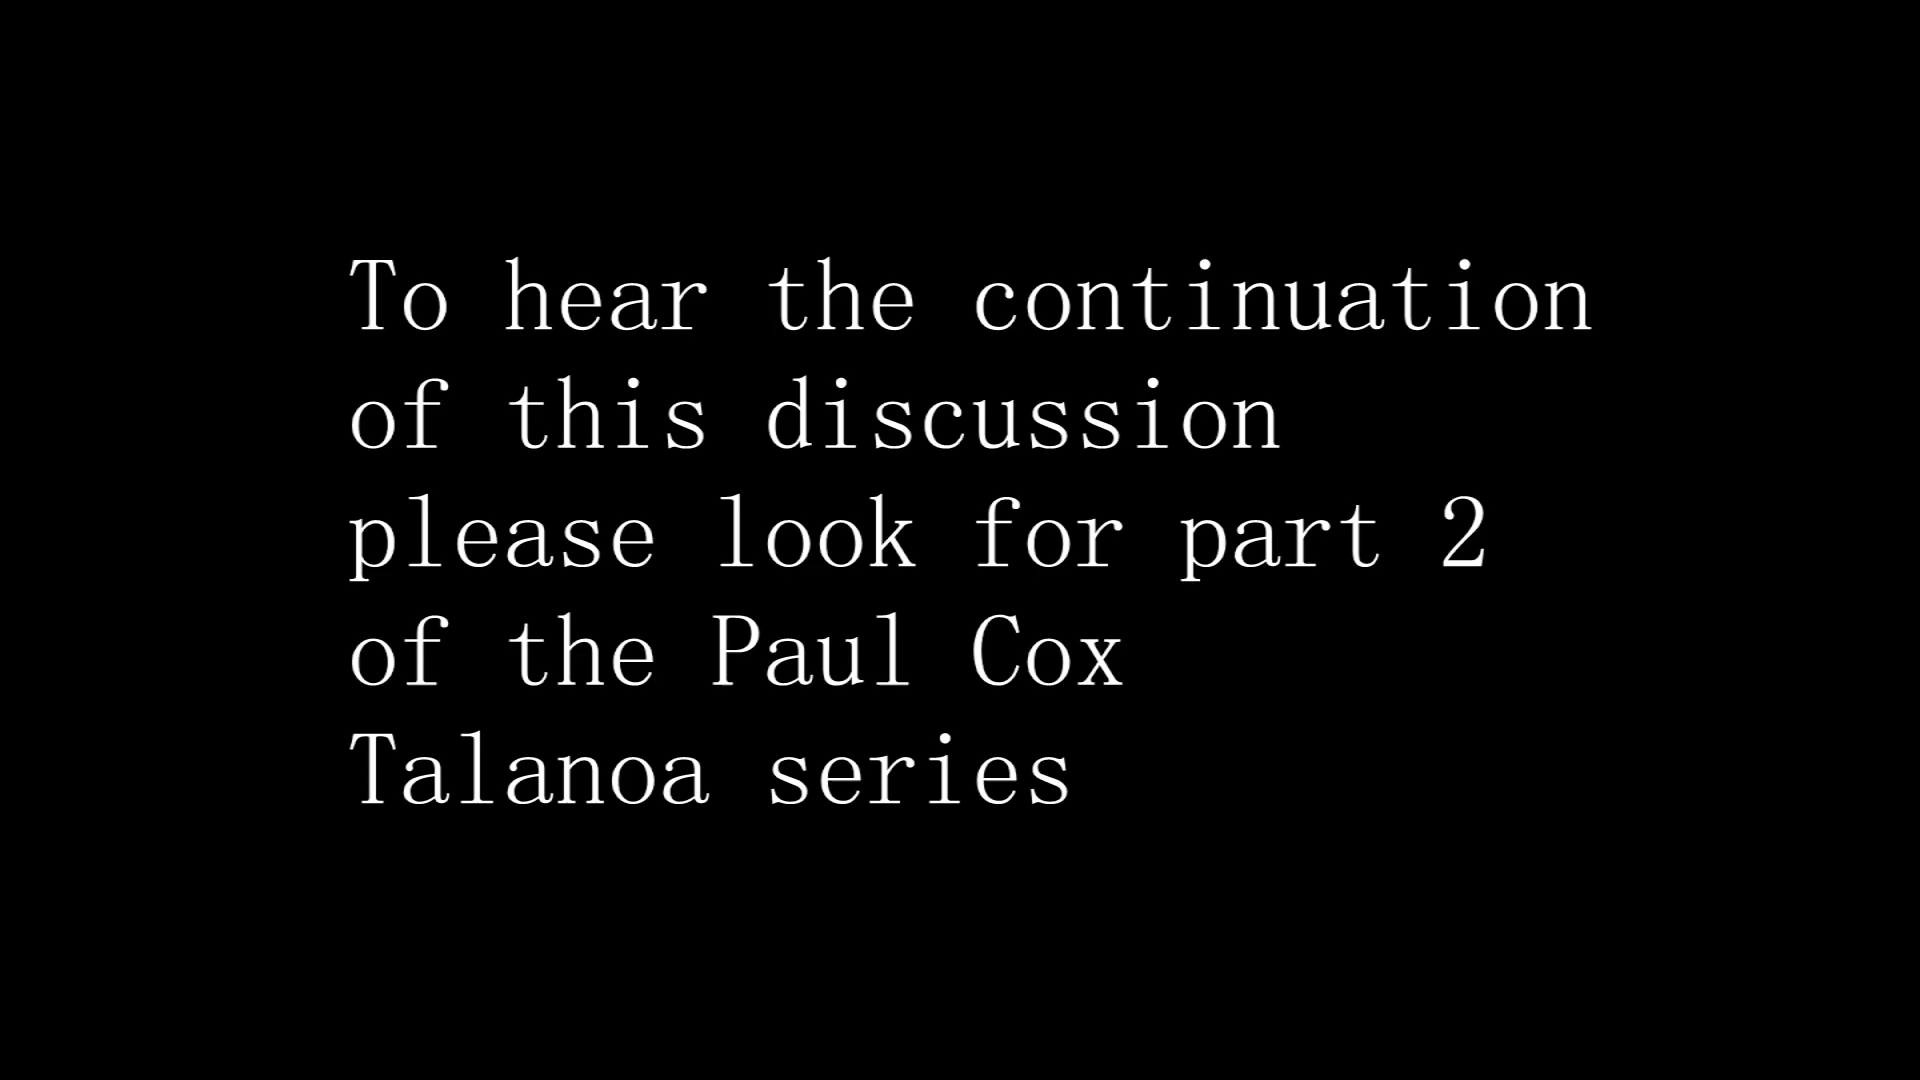 To hear the continuation
of this discussion
please look for part 2
of the Paul Cox
Talanoa series